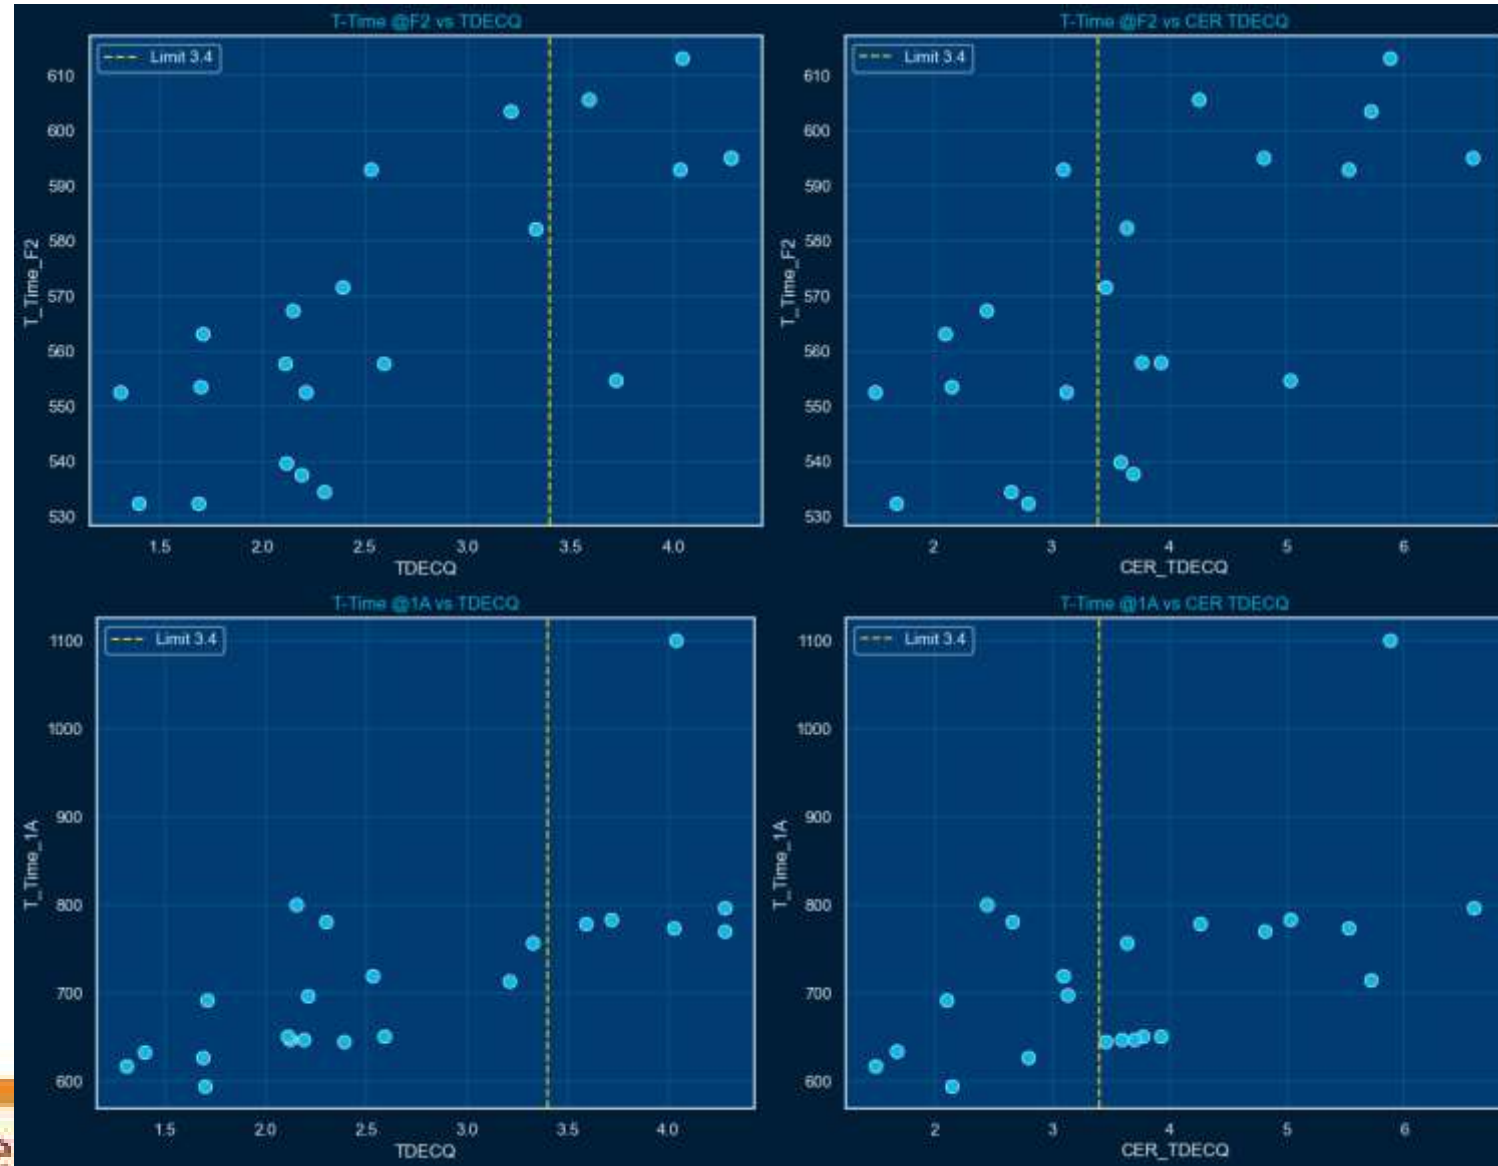 T-Time @F2 vs TDECQ
Limit 3.4
610
600
590
580
570
560
550
540
530
T_Time_F2
1.5 2.0 2.5 3.0 3.5 4.0
TDECQ
T-Time @F2 vs CER TDECQ
Limit 3.4
610
600
590
580
570
560
550
540
530
T_Time_F2
2 3 4 5 6
CER_TDECQ
T-Time @1A vs TDECQ
Limit 3.4
1100
1000
900
800
700
600
T_Time_1A
1.5 2.0 2.5 3.0 3.5 4.0
TDECQ
T-Time @1A vs CER TDECQ
Limit 3.4
1100
1000
900
800
700
600
T_Time_1A
2 3 4 5 6
CER_TDECQ